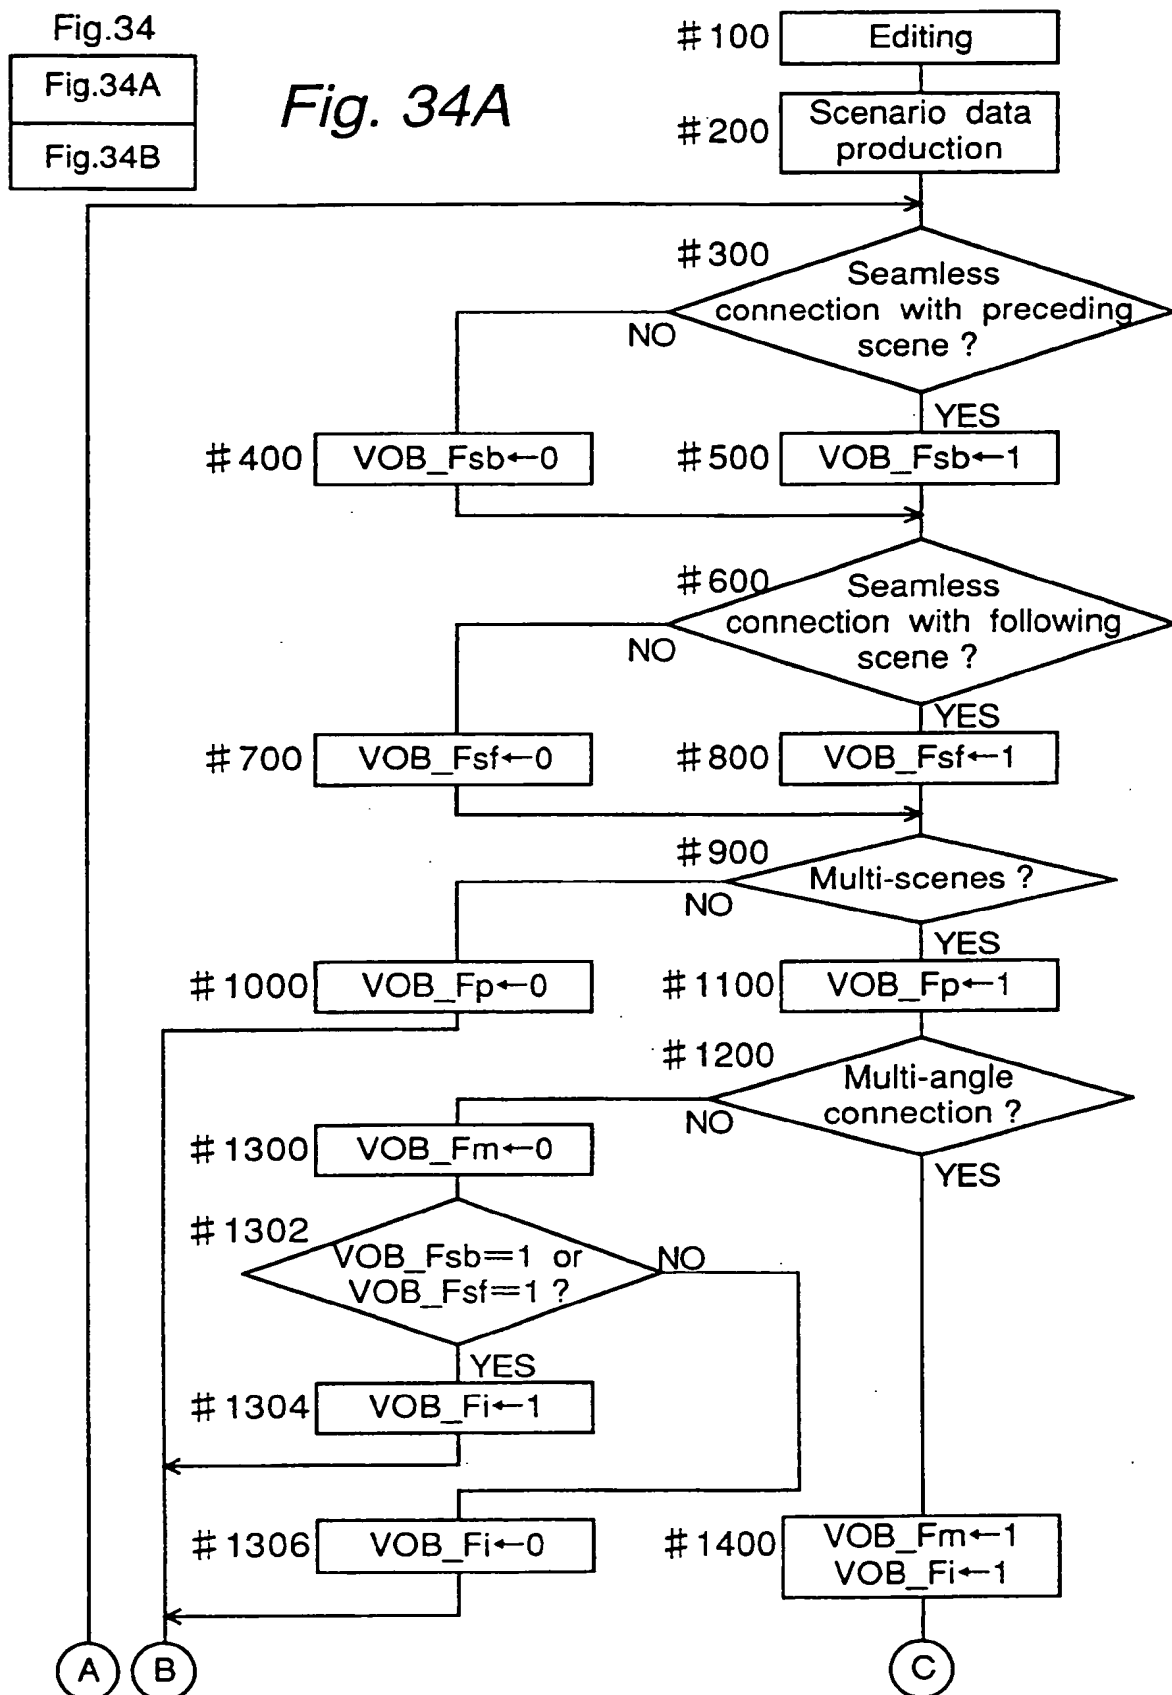 Fig.34
Fig.34A
Fig.34B
Fig. 34A
#100
Editing
#200
Scenario data
production
#300
Seamless
connection with preceding
scene ?
NO
YES
#400
VOB_Fsb←0
#500
VOB_Fsb←1
#600
Seamless
connection with following
scene ?
NO
YES
#700
VOB_Fsf←0
#800
VOB_Fsf←1
#900
Multi-scenes ?
NO
YES
#1000
VOB_Fp←0
#1100
VOB_Fp←1
#1200
Multi-angle
connection ?
NO
YES
#1300
VOB_Fm←0
#1302
VOB_Fsb==1 or
VOB_Fsf==1 ?
NO
YES
#1304
VOB_Fi←1
#1306
VOB_Fi←0
#1400
VOB_Fm←1
VOB_Fi←1
A
B
C